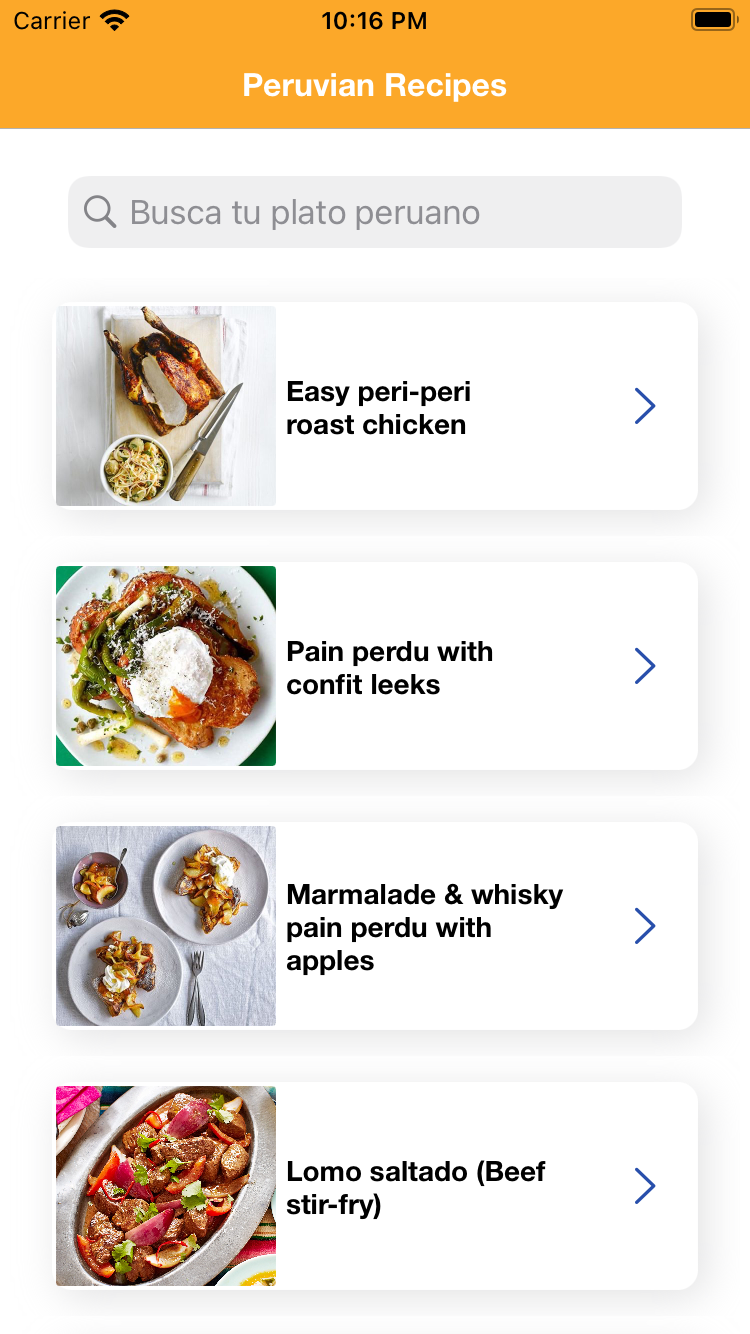 Carrier 10:16 PM
Peruvian Recipes
Busca tu plato peruano
Easy peri-peri
roast chicken
Pain perdu with
confit leeks
Marmalade & whisky
pain perdu with
apples
Lomo saltado (Beef
stir-fry)